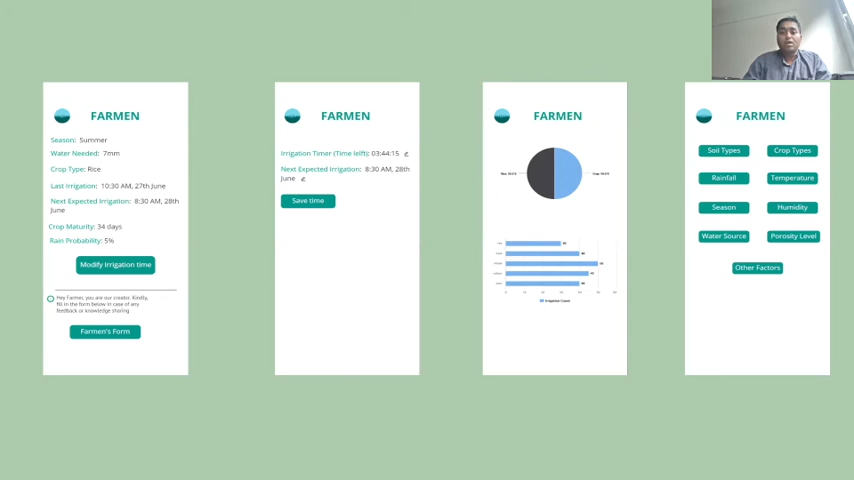 FARMEN
Season: Summer
Water Needed: 7mm
Crop Type: Rice
Last Irrigation: 10:30 AM, 27th June
Next Expected Irrigation: 8:30 AM, 28th
June
Crop Maturity: 34 days
Rain Probability: 5%
Modify Irrigation time
Hey Farmer, you are our creator. Kindly,
fill in the form below in case of any
feedback or knowledge sharing
Farmen's Form
FARMEN
Irrigation Timer (Time leift): 03:44:15
Next Expected Irrigation: 8:30 AM, 28th
June
Save time
FARMEN
Irrigation Count
FARMEN
Soil Types
Crop Types
Rainfall
Temperature
Season
Humidity
Water Source
Porosity Level
Other Factors